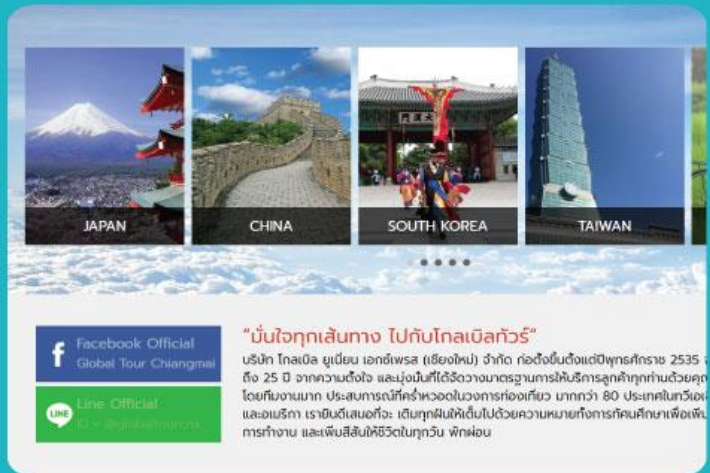 大漢門
JAPAN
CHINA
SOUTH KOREA
TAIWAN
f Facebook Official
Global Tour Chiangmai
LINE Line Official
ID - @globaltourcnx
"มั่นใจทุกเส้นทาง ไปกับโกลเบิลทัวร์"
บริษัท โกลเบิล ยูเนี่ยน เอกซ์เพรส (เชียงใหม่) จำกัด ก่อตั้งขึ้นตั้งแต่ปีพุทธศักราช 2535
ถึง 25 ปี จากความตั้งใจ และมุ่งมั่นที่ได้จัดวางมาตรฐานการให้บริการลูกค้าทุกท่านด้วยคุณ
โดยทีมงานมาก ประสบการณ์ที่คร่ำหวอดในวงการท่องเที่ยว มากกว่า 80 ประเทศในทวีปเอ
และอเมริกา เรายินดีเสมอที่จะ เติมทุกฝันให้เต็มไปด้วยความหมายทั้งการทัศนศึกษาเพื่อเพิ่ม
การทำงาน และเพิ่มสีสันให้ชีวิตในทุกวัน พักผ่อน